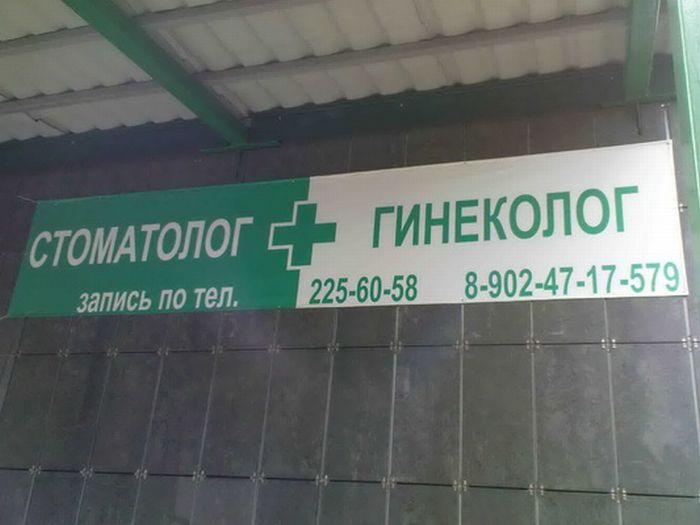 СТОМАТОЛОГ
запись по тел.
ГИНЕКОЛОГ
225-60-58 8-902-47-17-579